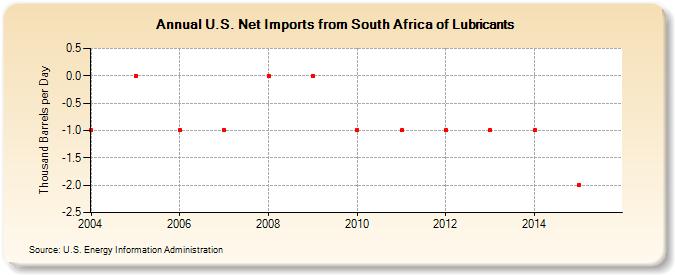 Annual U.S. Net Imports from South Africa of Lubricants
Thousand Barrels per Day
0.5
0.0
-0.5
-1.0
-1.5
-2.0
-2.5
2004 2006 2008 2010 2012 2014
Source: U.S. Energy Information Administration